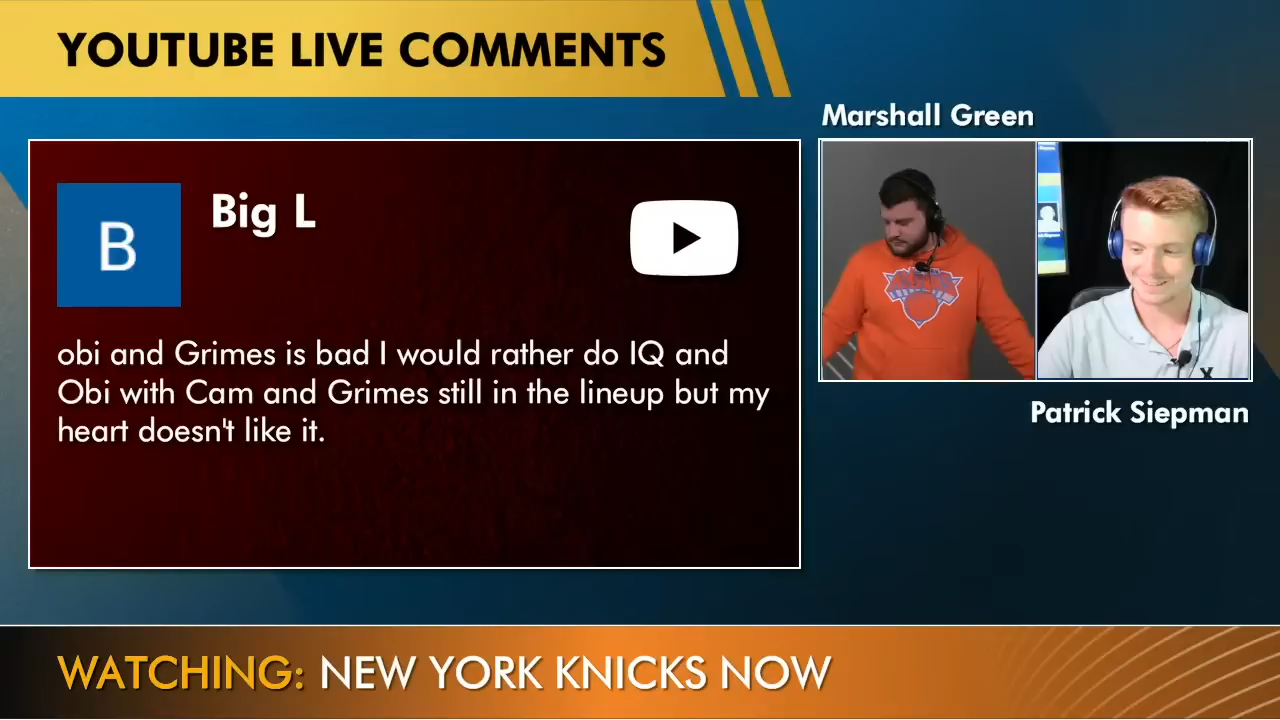 YOUTUBE LIVE COMMENTS
Marshall Green
B
Big L
obi and Grimes is bad I would rather do IQ and
Obi with Cam and Grimes still in the lineup but my
heart doesn't like it.
Patrick Siepman
WATCHING: NEW YORK KNICKS NOW